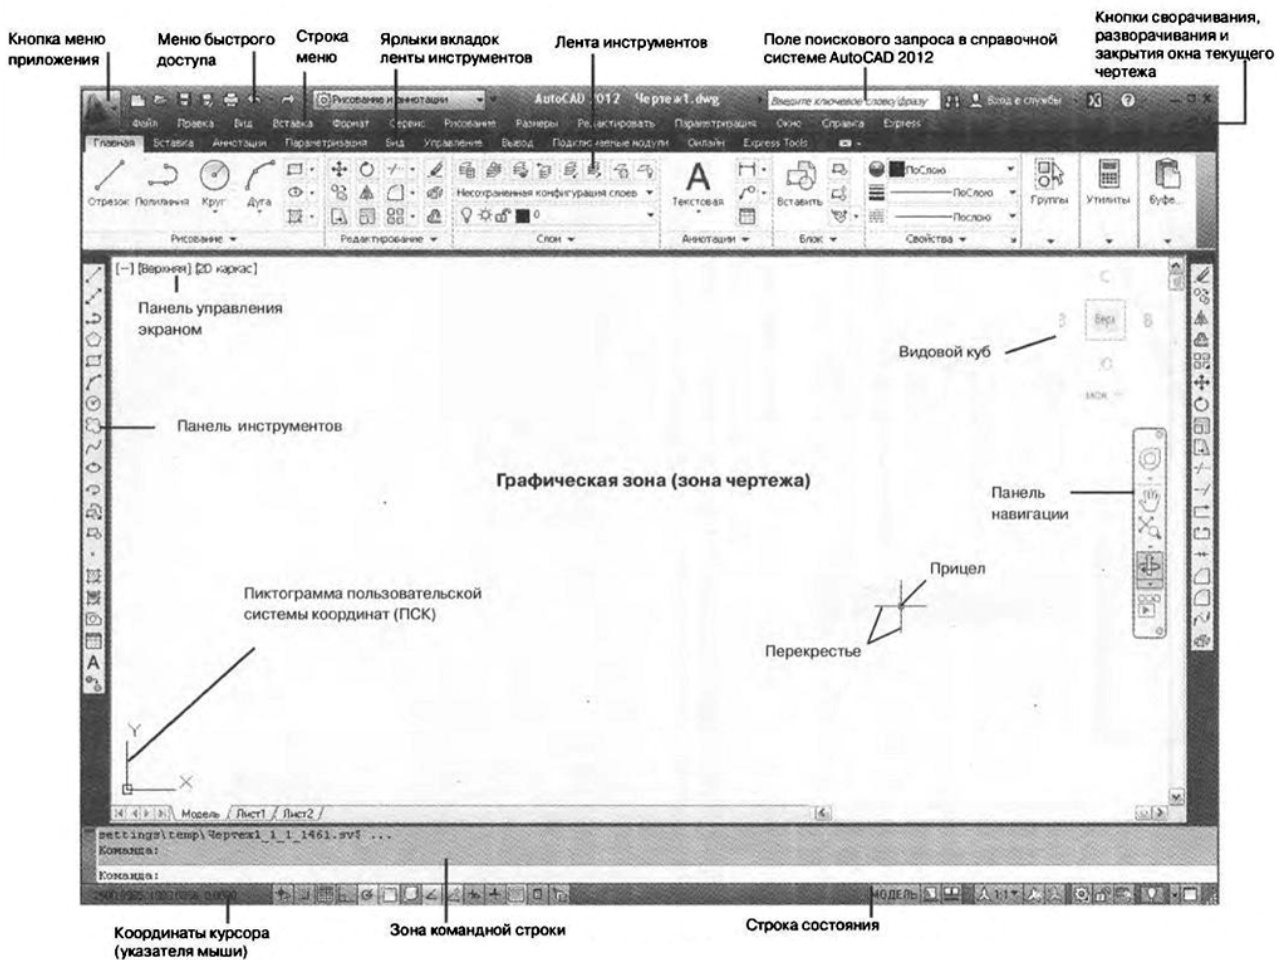 Кнопка меню
приложения
Меню быстрого
доступа
Строка
меню
Ярлыки вкладок
ленты инструментов
Лента инструментов
Поле поискового запроса в справочной
системе AutoCAD 2012
Кнопки сворачивания,
разворачивания и
закрытия окна текущего
чертежа
Рисование и аннотации
AutoCAD 2012 Чертеж1.dwg
Введите ключевое слово/фразу
Вход в службы
Файл Правка Вид Вставка Формат Сервис Рисование Размеры Редактировать Параметризация Окно Справка Express
Главная Вставка Аннотации Параметризация Вид Управление Вывод Подключаемые модули Онлайн Express Tools
Отрезок Полилиния Круг Дуга
Несохраненная конфигурация слоев
0
Текстовая
Вставить
ПоСлою
ПоСлою
Послою
Группы
Утилиты
Буфе...
Рисование
Редактирование
Слои
Аннотации
Блок
Свойства
[−] [Верхняя] [2D каркас]
Панель управления
экраном
С
З
Верх
В
Ю
МСК
Видовой куб
Панель инструментов
Графическая зона (зона чертежа)
Панель
навигации
Прицел
Пиктограмма пользовательской
системы координат (ПСК)
Перекрестье
Y
X
Модель Лист1 Лист2
settings\temp\Чертеж1_1_1_1461.sv$ ...
Команда:
Команда:
МОДЕЛЬ
1:1
Координаты курсора
(указателя мыши)
Зона командной строки
Строка состояния